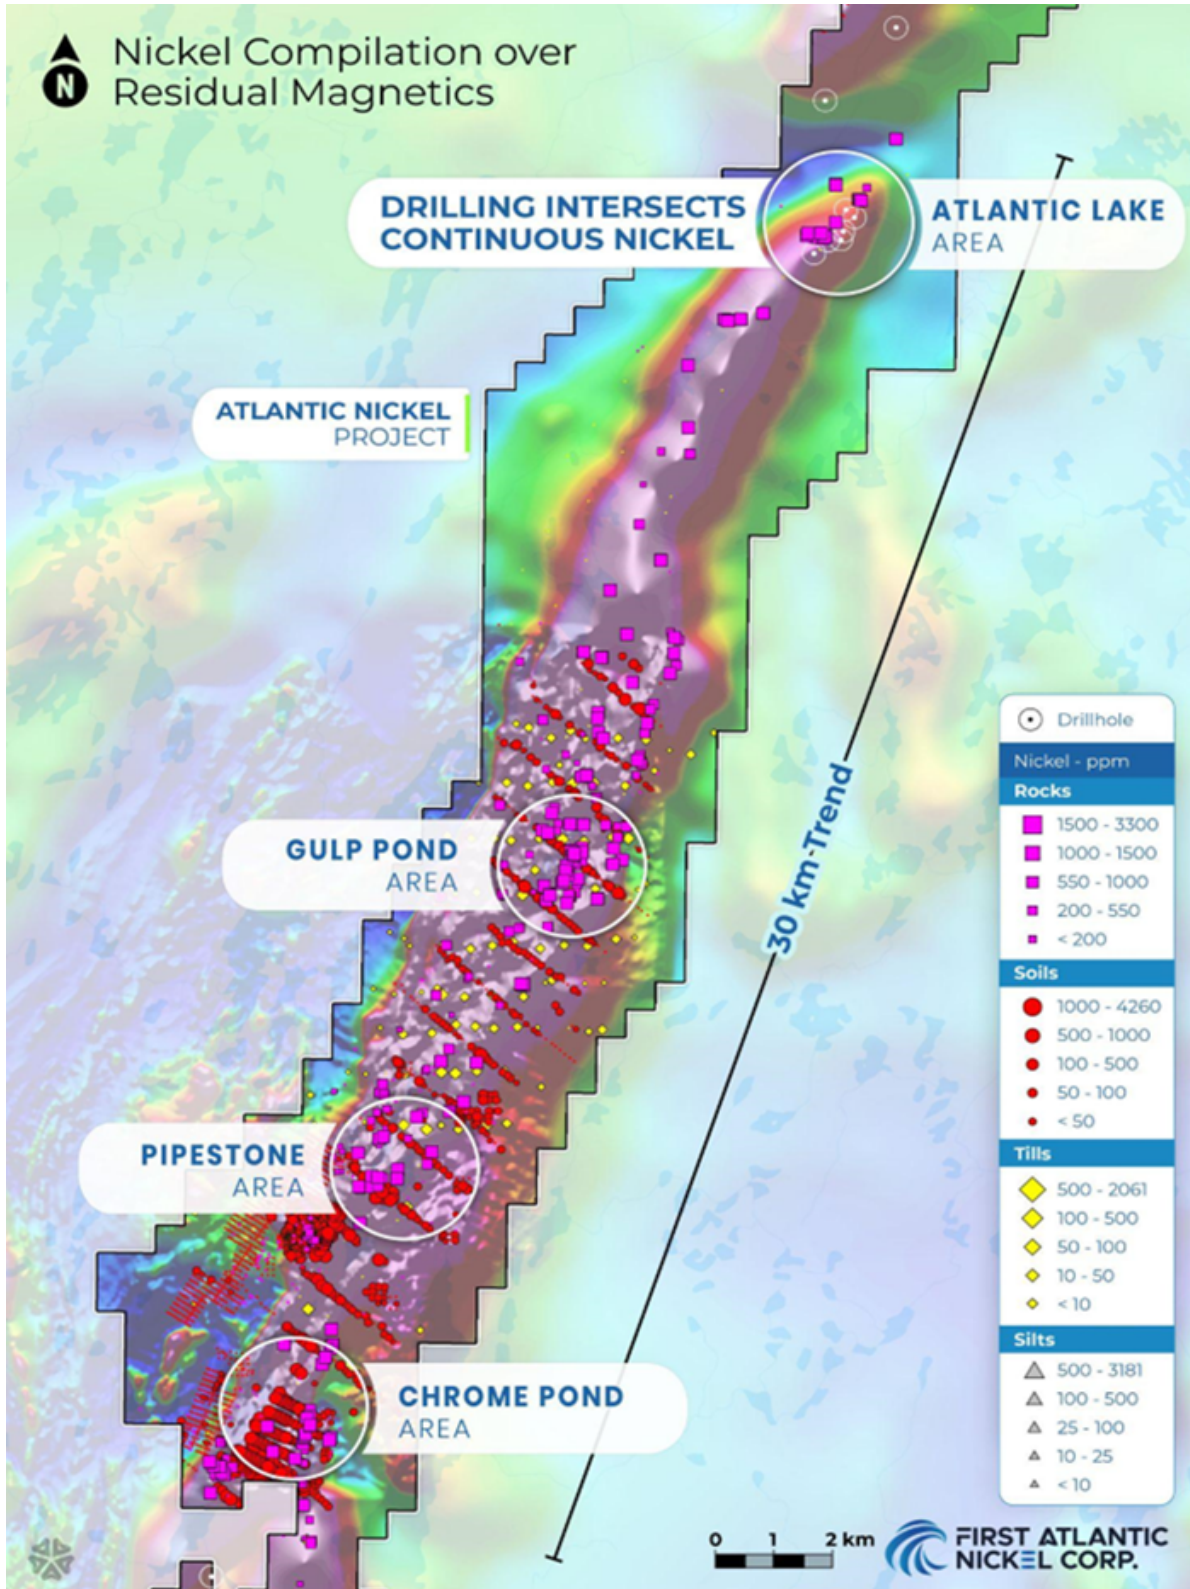 N
Nickel Compilation over
Residual Magnetics
DRILLING INTERSECTS
CONTINUOUS NICKEL
ATLANTIC LAKE
AREA
ATLANTIC NICKEL
PROJECT
30 km Trend
GULP POND
AREA
PIPESTONE
AREA
CHROME POND
AREA
Drillhole
Nickel - ppm
Rocks
1500 - 3300
1000 - 1500
550 - 1000
200 - 550
< 200
Soils
1000 - 4260
500 - 1000
100 - 500
50 - 100
< 50
Tills
500 - 2061
100 - 500
50 - 100
10 - 50
< 10
Silts
500 - 3181
100 - 500
25 - 100
10 - 25
< 10
0 1 2 km
FIRST ATLANTIC
NICKEL CORP.